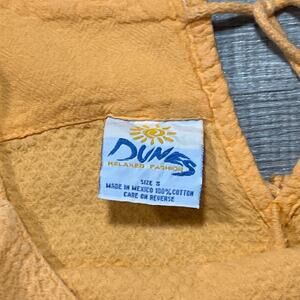 DUNES
RELAXED FASHION
SIZE S
MADE IN MEXICO 100% COTTON
CARE ON REVERSE